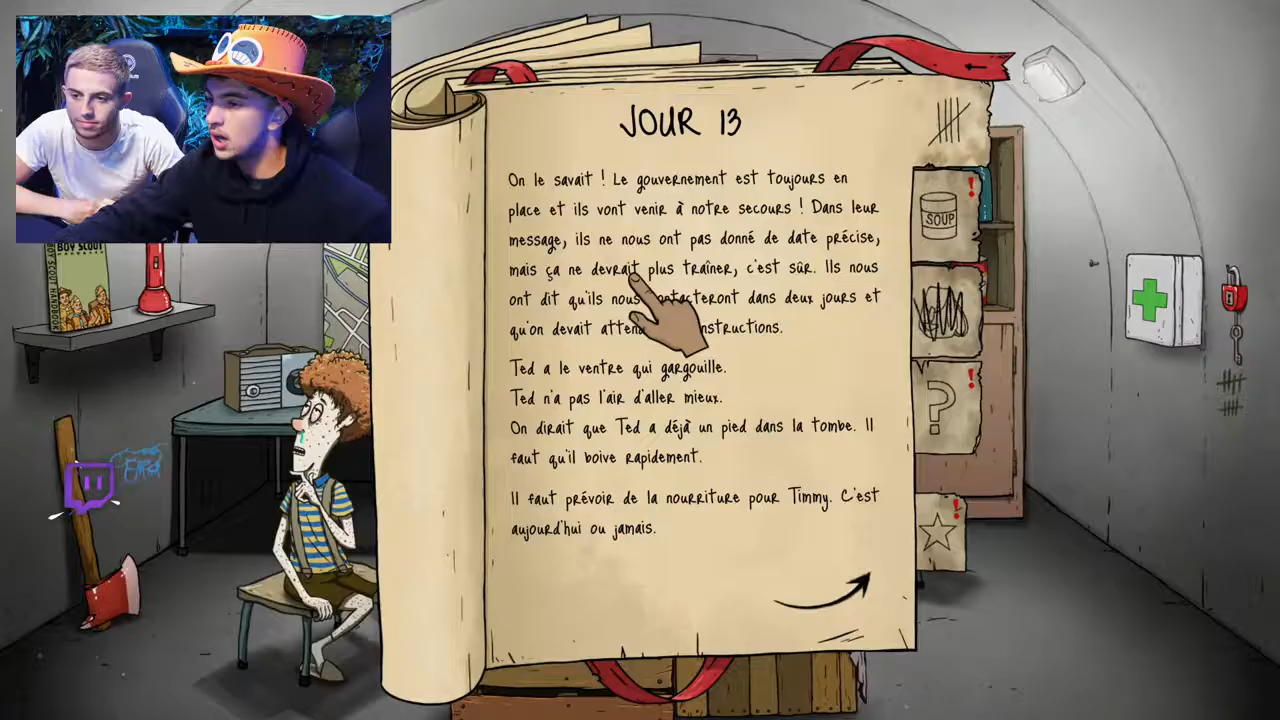 JOUR 13
On le savait ! Le gouvernement est toujours en
place et ils vont venir à notre secours ! Dans leur
message, ils ne nous ont pas donné de date précise,
mais ça ne devrait plus traîner, c'est sûr. Ils nous
ont dit qu'ils nous contacteront dans deux jours et
qu'on devait instructions.
Ted a le ventre qui gargouille.
Ted n'a pas l'air d'aller mieux.
On dirait que Ted a déjà un pied dans la tombe. Il
faut qu'il boive rapidement.
Il faut prévoir de la nourriture pour Timmy. C'est
aujourd'hui ou jamais.
SOUP
!
?
!
!
BOY SCOUT
BOY SCOUT HANDBOOK